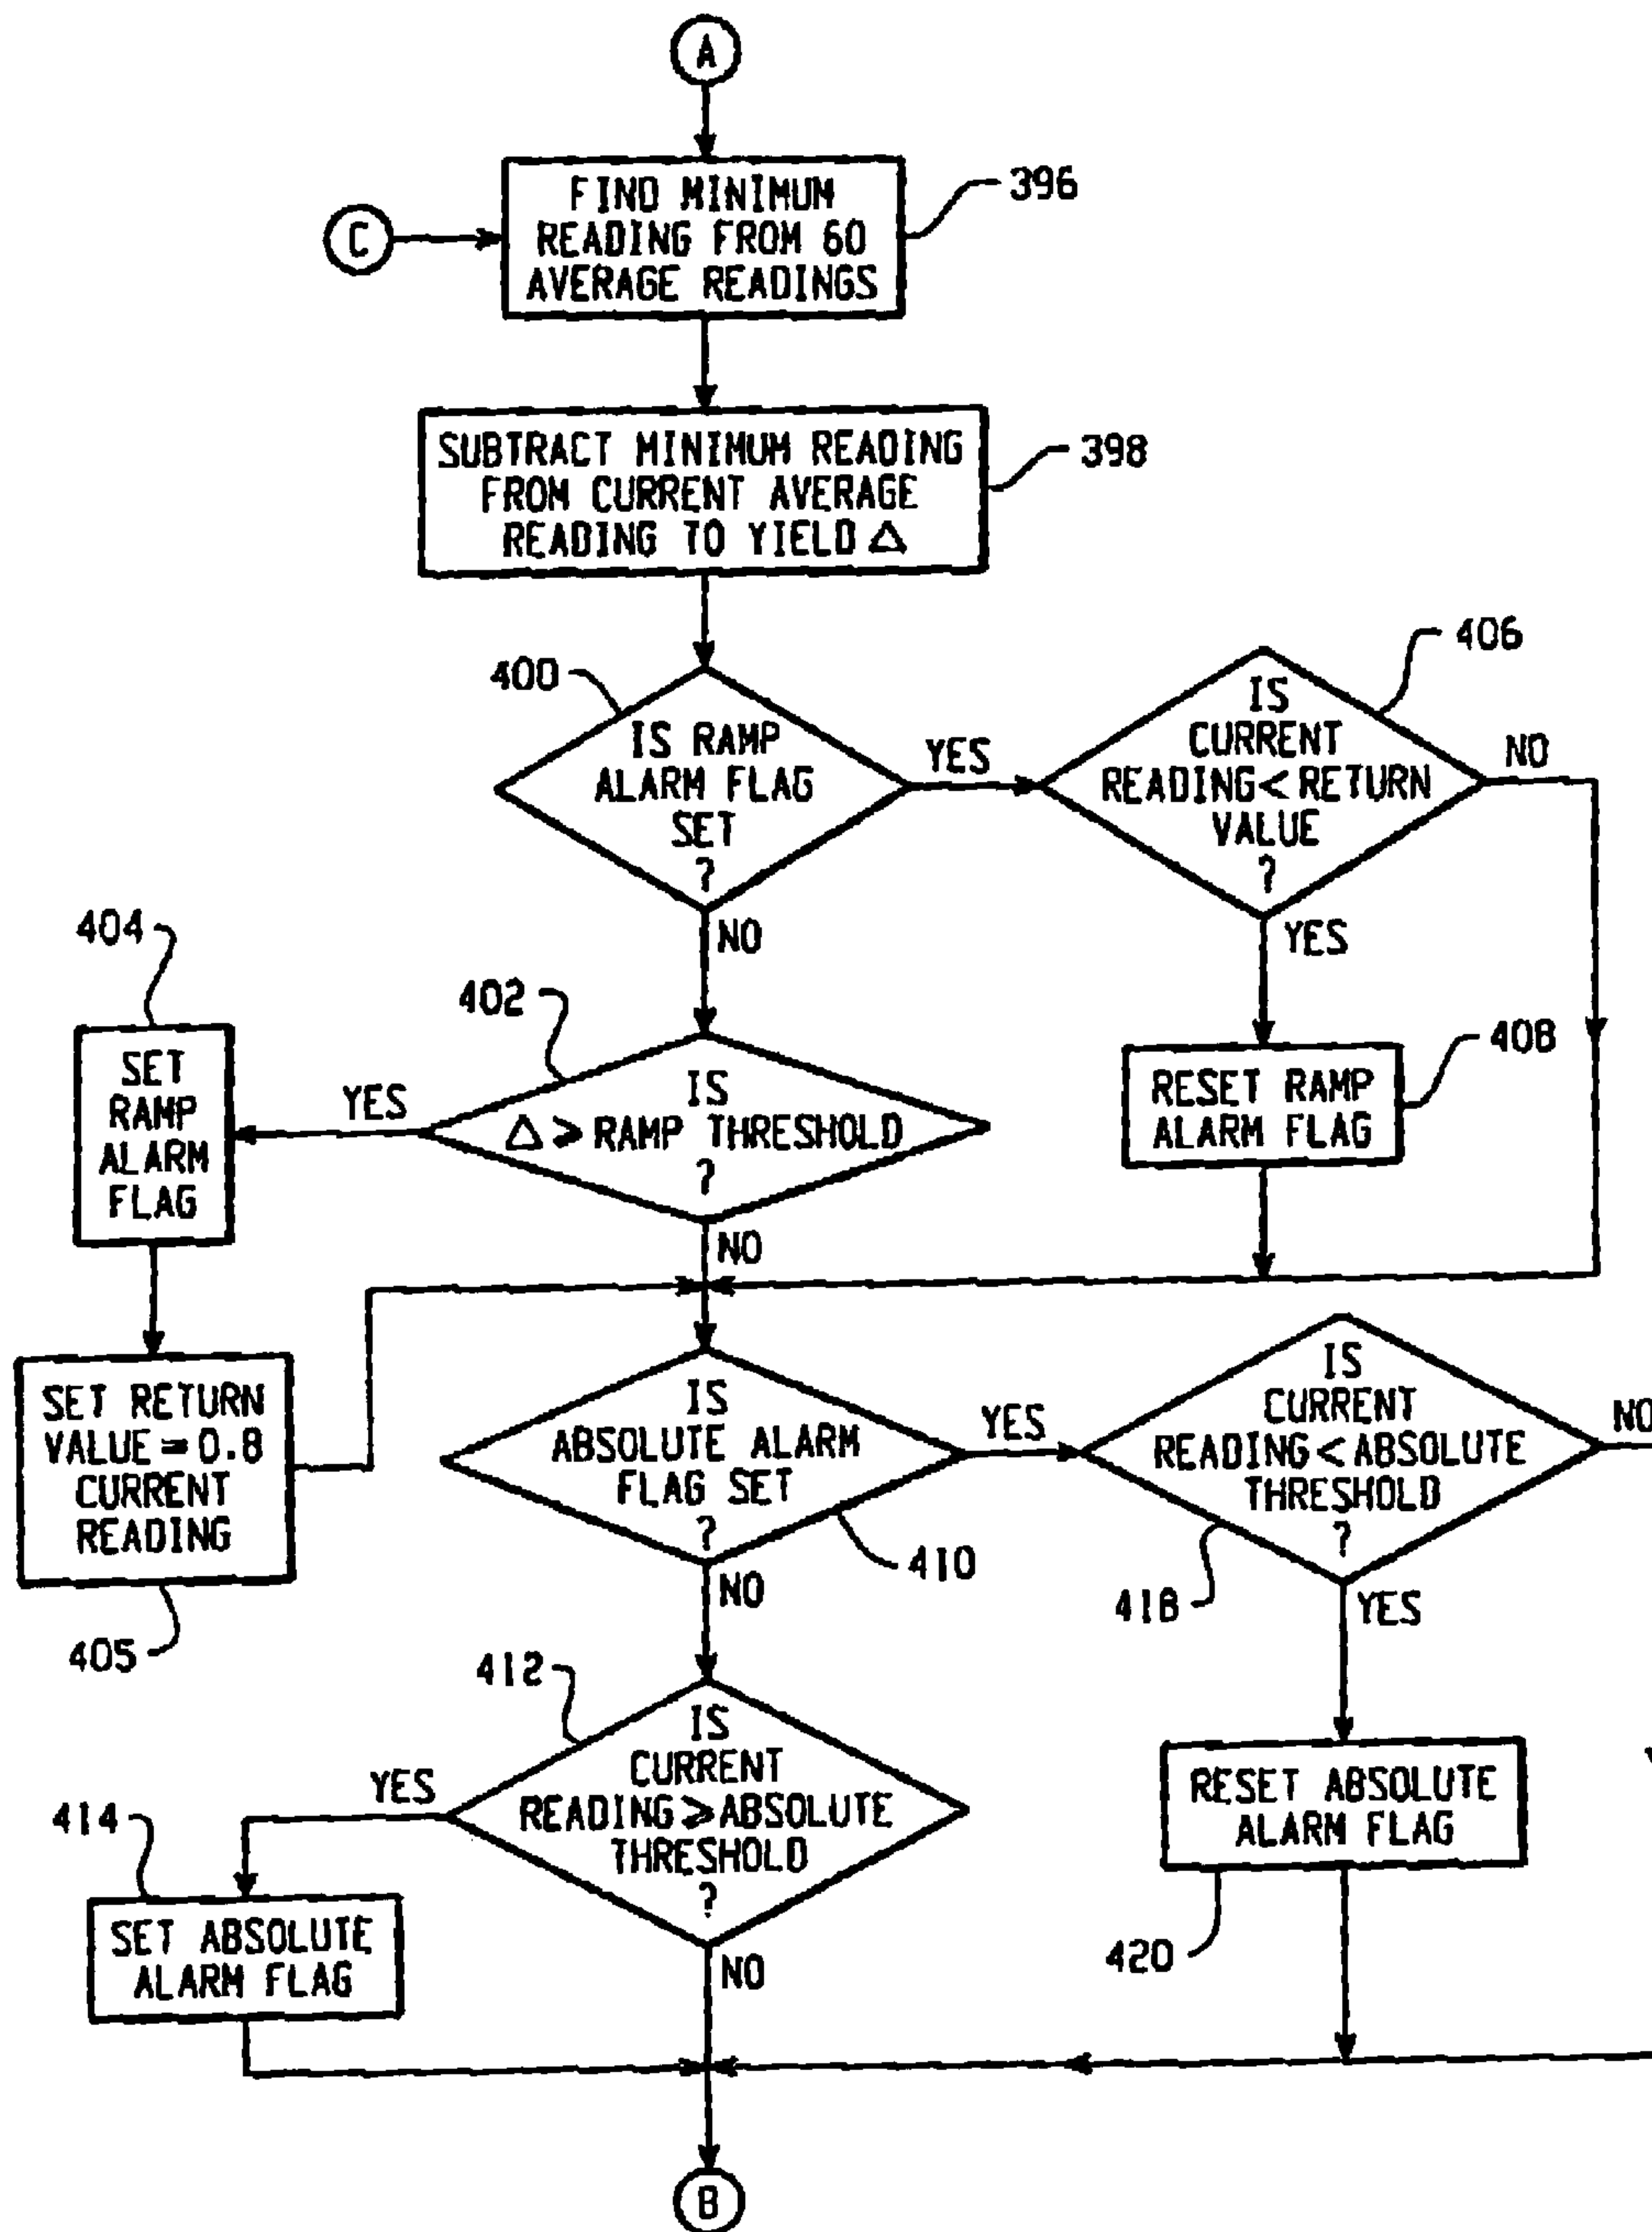 A
FIND MINIMUM
READING FROM 60
AVERAGE READINGS
396
C
SUBTRACT MINIMUM READING
FROM CURRENT AVERAGE
READING TO YIELD Δ
398
400
IS RAMP
ALARM FLAG
SET
?
YES
NO
406
IS
CURRENT
READING < RETURN
VALUE
?
NO
YES
404
SET
RAMP
ALARM
FLAG
YES
402
IS
Δ ⩾ RAMP THRESHOLD
?
NO
408
RESET RAMP
ALARM FLAG
SET RETURN
VALUE = 0.8
CURRENT
READING
405
IS
ABSOLUTE ALARM
FLAG SET
?
410
YES
NO
IS
CURRENT
READING < ABSOLUTE
THRESHOLD
?
418
NO
YES
412
IS
CURRENT
READING ⩾ ABSOLUTE
THRESHOLD
?
YES
NO
414
SET ABSOLUTE
ALARM FLAG
RESET ABSOLUTE
ALARM FLAG
420
B